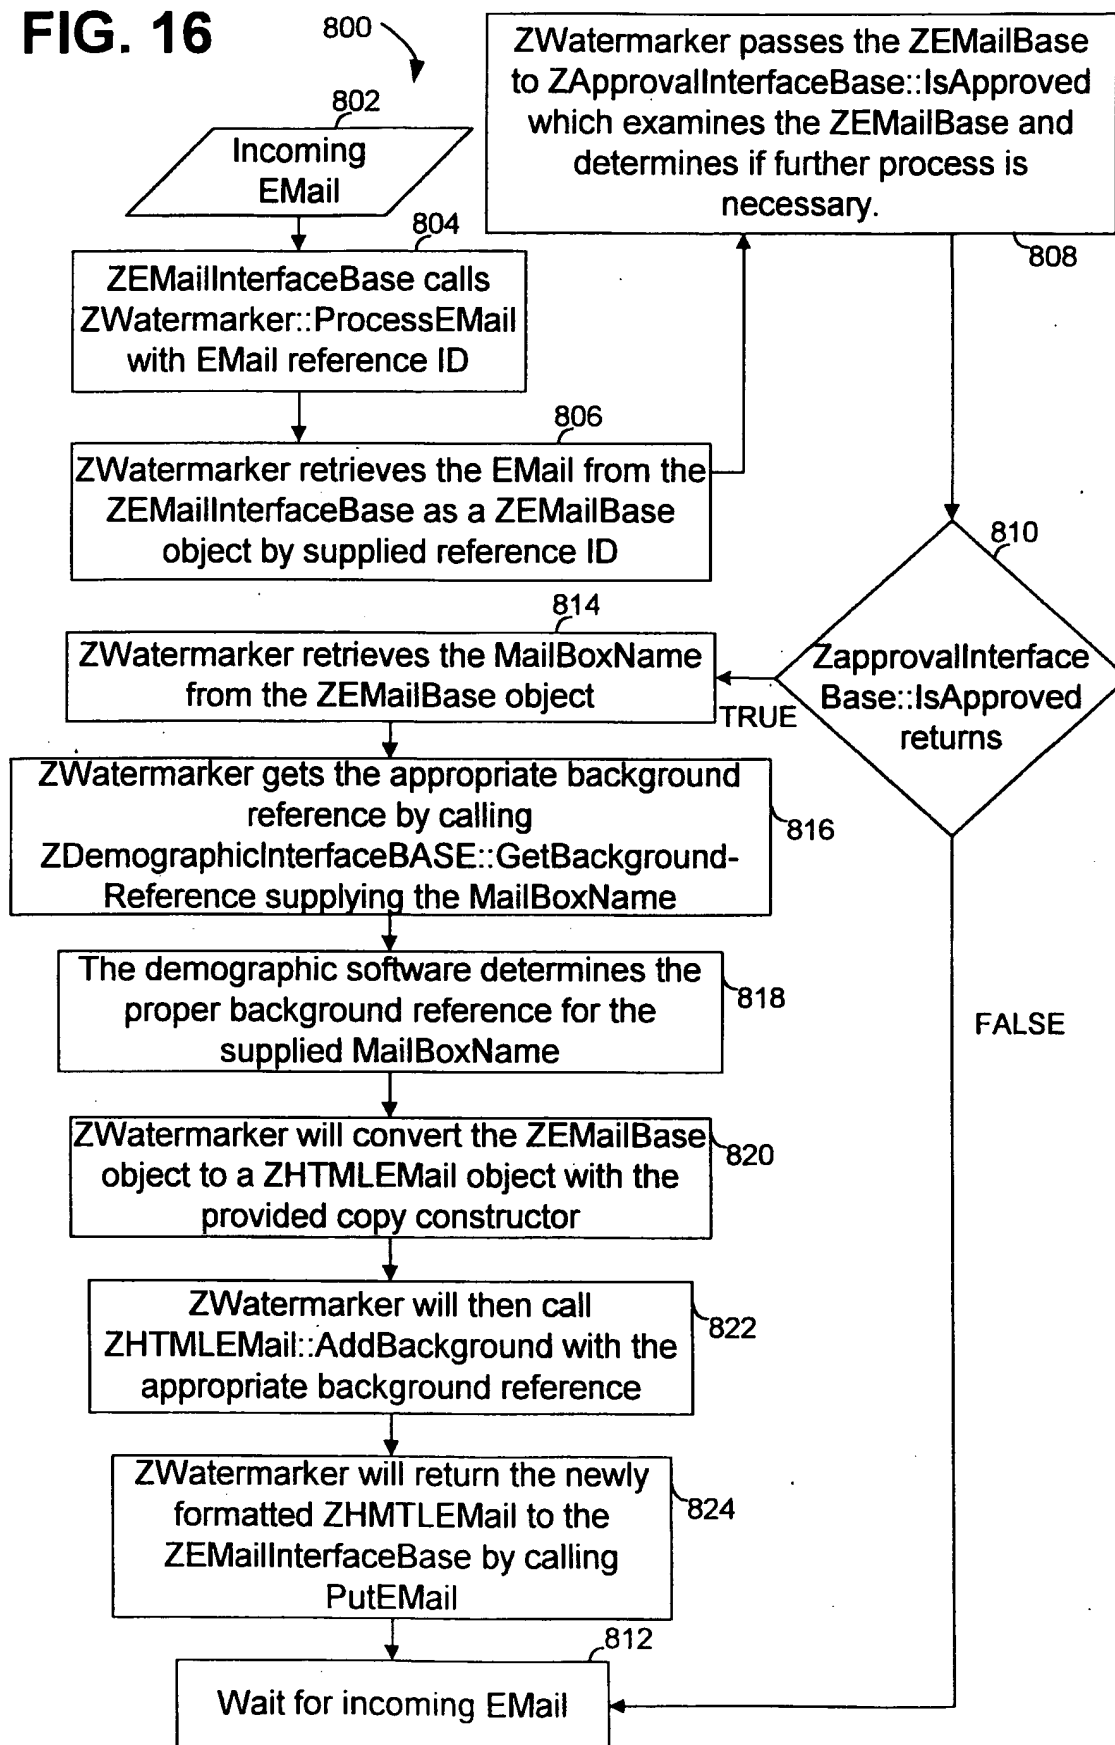 FIG. 16
800
802
Incoming
EMail
804
ZEMailInterfaceBase calls
ZWatermarker::ProcessEMail
with EMail reference ID
806
ZWatermarker retrieves the EMail from the
ZEMailInterfaceBase as a ZEMailBase
object by supplied reference ID
ZWatermarker passes the ZEMailBase
to ZApprovalInterfaceBase::IsApproved
which examines the ZEMailBase and
determines if further process is
necessary.
808
810
ZapprovalInterface
Base::IsApproved
returns
TRUE
FALSE
814
ZWatermarker retrieves the MailBoxName
from the ZEMailBase object
ZWatermarker gets the appropriate background
reference by calling
ZDemographicInterfaceBASE::GetBackground-
Reference supplying the MailBoxName
816
The demographic software determines the
proper background reference for the
supplied MailBoxName
818
ZWatermarker will convert the ZEMailBase
object to a ZHTMLEMail object with the
provided copy constructor
820
ZWatermarker will then call
ZHTMLEMail::AddBackground with the
appropriate background reference
822
ZWatermarker will return the newly
formatted ZHMTLEMail to the
ZEMailInterfaceBase by calling
PutEMail
824
812
Wait for incoming EMail